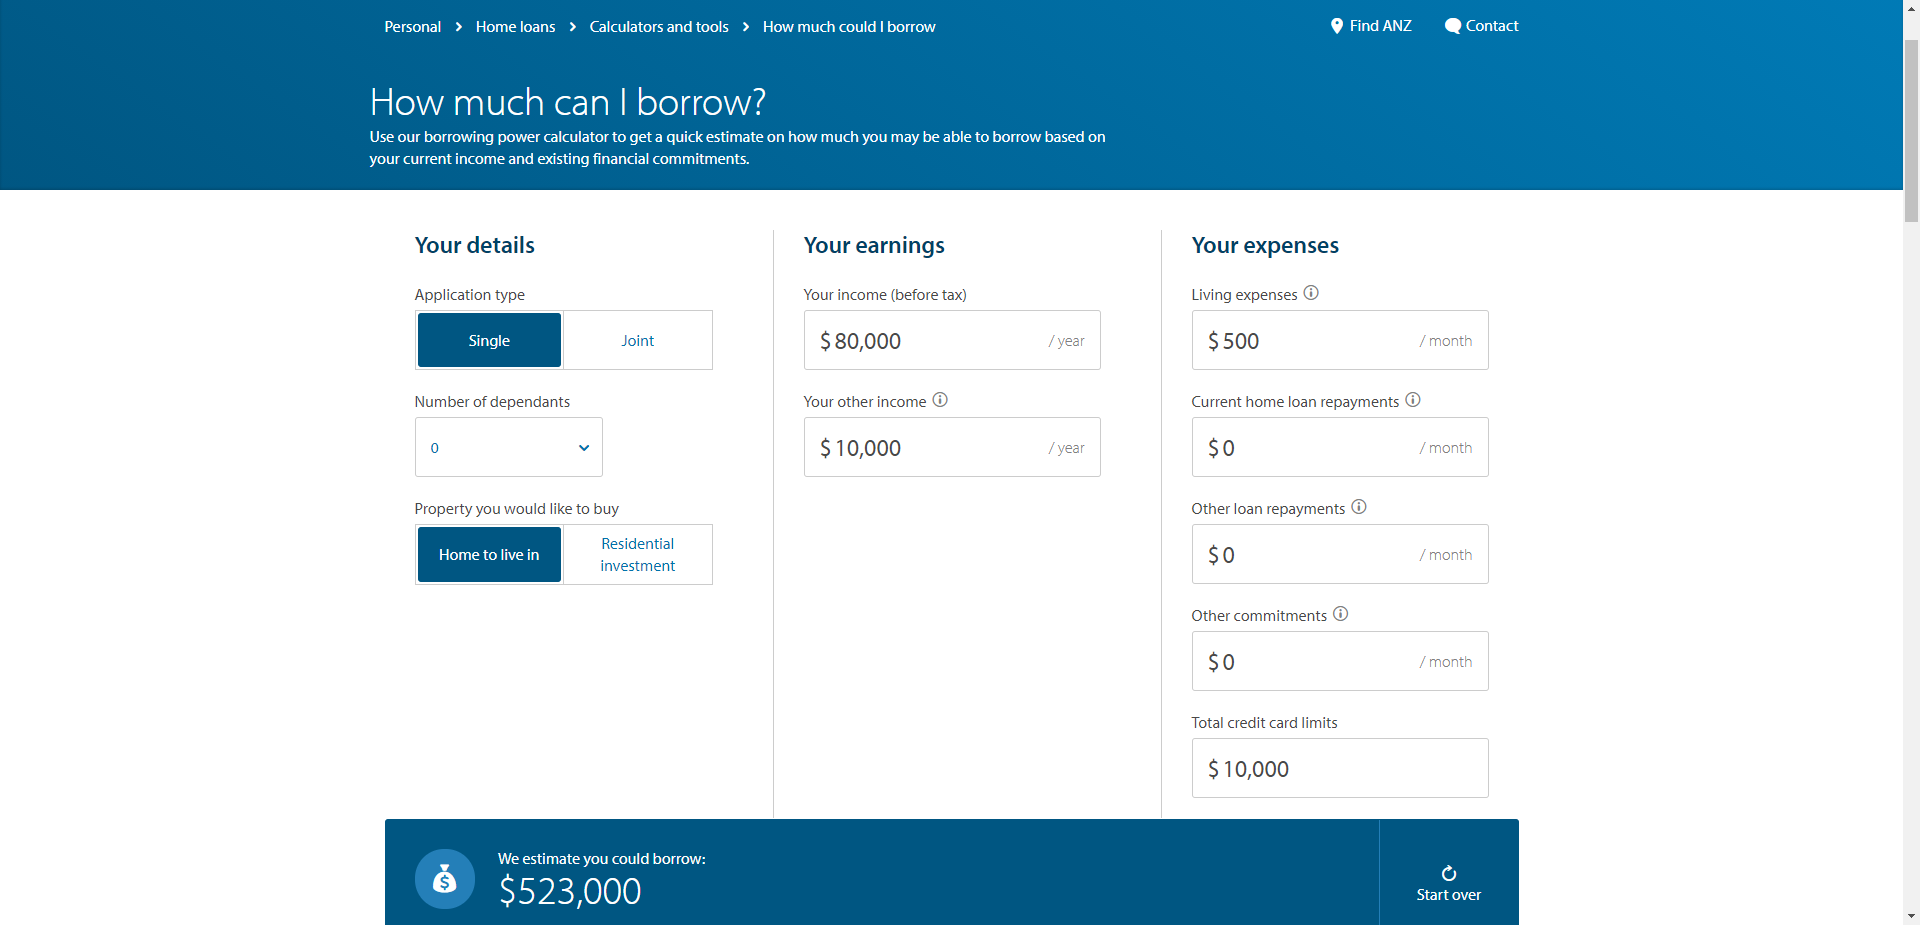 Personal > Home loans > Calculators and tools > How much could I borrow
Find ANZ
Contact
How much can I borrow?
Use our borrowing power calculator to get a quick estimate on how much you may be able to borrow based on
your current income and existing financial commitments.
Your details
Application type
Single
Joint
Number of dependants
0
Property you would like to buy
Home to live in
Residential
investment
Your earnings
Your income (before tax)
$ 80,000 / year
Your other income
$ 10,000 / year
Your expenses
Living expenses
$ 500 / month
Current home loan repayments
$ 0 / month
Other loan repayments
$ 0 / month
Other commitments
$ 0 / month
Total credit card limits
$ 10,000
We estimate you could borrow:
$523,000
Start over